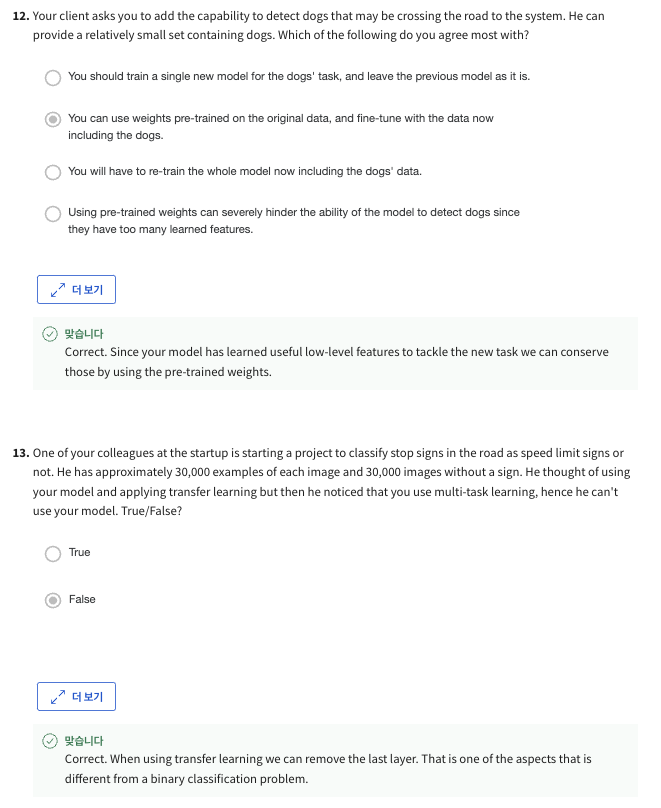 12. Your client asks you to add the capability to detect dogs that may be crossing the road to the system. He can
provide a relatively small set containing dogs. Which of the following do you agree most with?
You should train a single new model for the dogs' task, and leave the previous model as it is.
You can use weights pre-trained on the original data, and fine-tune with the data now
including the dogs.
You will have to re-train the whole model now including the dogs' data.
Using pre-trained weights can severely hinder the ability of the model to detect dogs since
they have too many learned features.
더 보기
맞습니다
Correct. Since your model has learned useful low-level features to tackle the new task we can conserve
those by using the pre-trained weights.
13. One of your colleagues at the startup is starting a project to classify stop signs in the road as speed limit signs or
not. He has approximately 30,000 examples of each image and 30,000 images without a sign. He thought of using
your model and applying transfer learning but then he noticed that you use multi-task learning, hence he can't
use your model. True/False?
True
False
더 보기
맞습니다
Correct. When using transfer learning we can remove the last layer. That is one of the aspects that is
different from a binary classification problem.